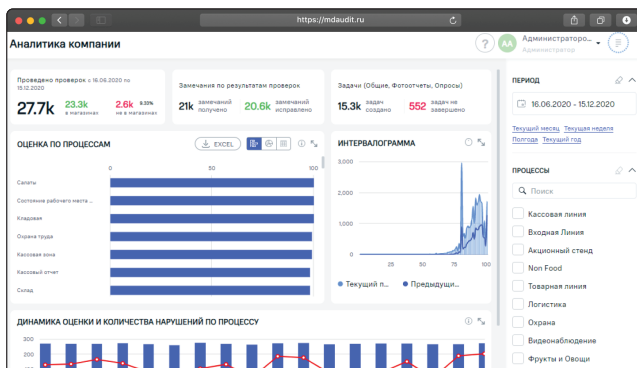 https://mdaudit.ru
Аналитика компании
?
АА
Администраторо...
Администратор
Проведено проверок с 16.06.2020 по
15.12.2020
27.7k 23.3k в магазинах 2.6k 9.33% не в магазинах
Замечания по результатам проверок
21k замечаний получено 20.6k замечаний исправлено
Задачи (Общие, Фотоотчеты, Опросы)
15.3k задач создано 552 задач не завершено
ОЦЕНКА ПО ПРОЦЕССАМ
EXCEL
0 50 100
Салаты
Состояние рабочего места ...
Кладовая
Охрана труда
Кассовая зона
Кассовый отчет
Склад
ИНТЕРВАЛОГРАММА
3,000
2,000
1,000
0
25 50 75 100
Текущий п... Предыдущи...
ДИНАМИКА ОЦЕНКИ И КОЛИЧЕСТВА НАРУШЕНИЙ ПО ПРОЦЕССУ
300
200
ПЕРИОД
16.06.2020 - 15.12.2020
Текущий месяц Текущая неделя
Полгода Текущий год
ПРОЦЕССЫ
Поиск
Кассовая линия
Входная Линия
Акционный стенд
Non Food
Товарная линия
Логистика
Охрана
Видеонаблюдение
Фрукты и Овощи